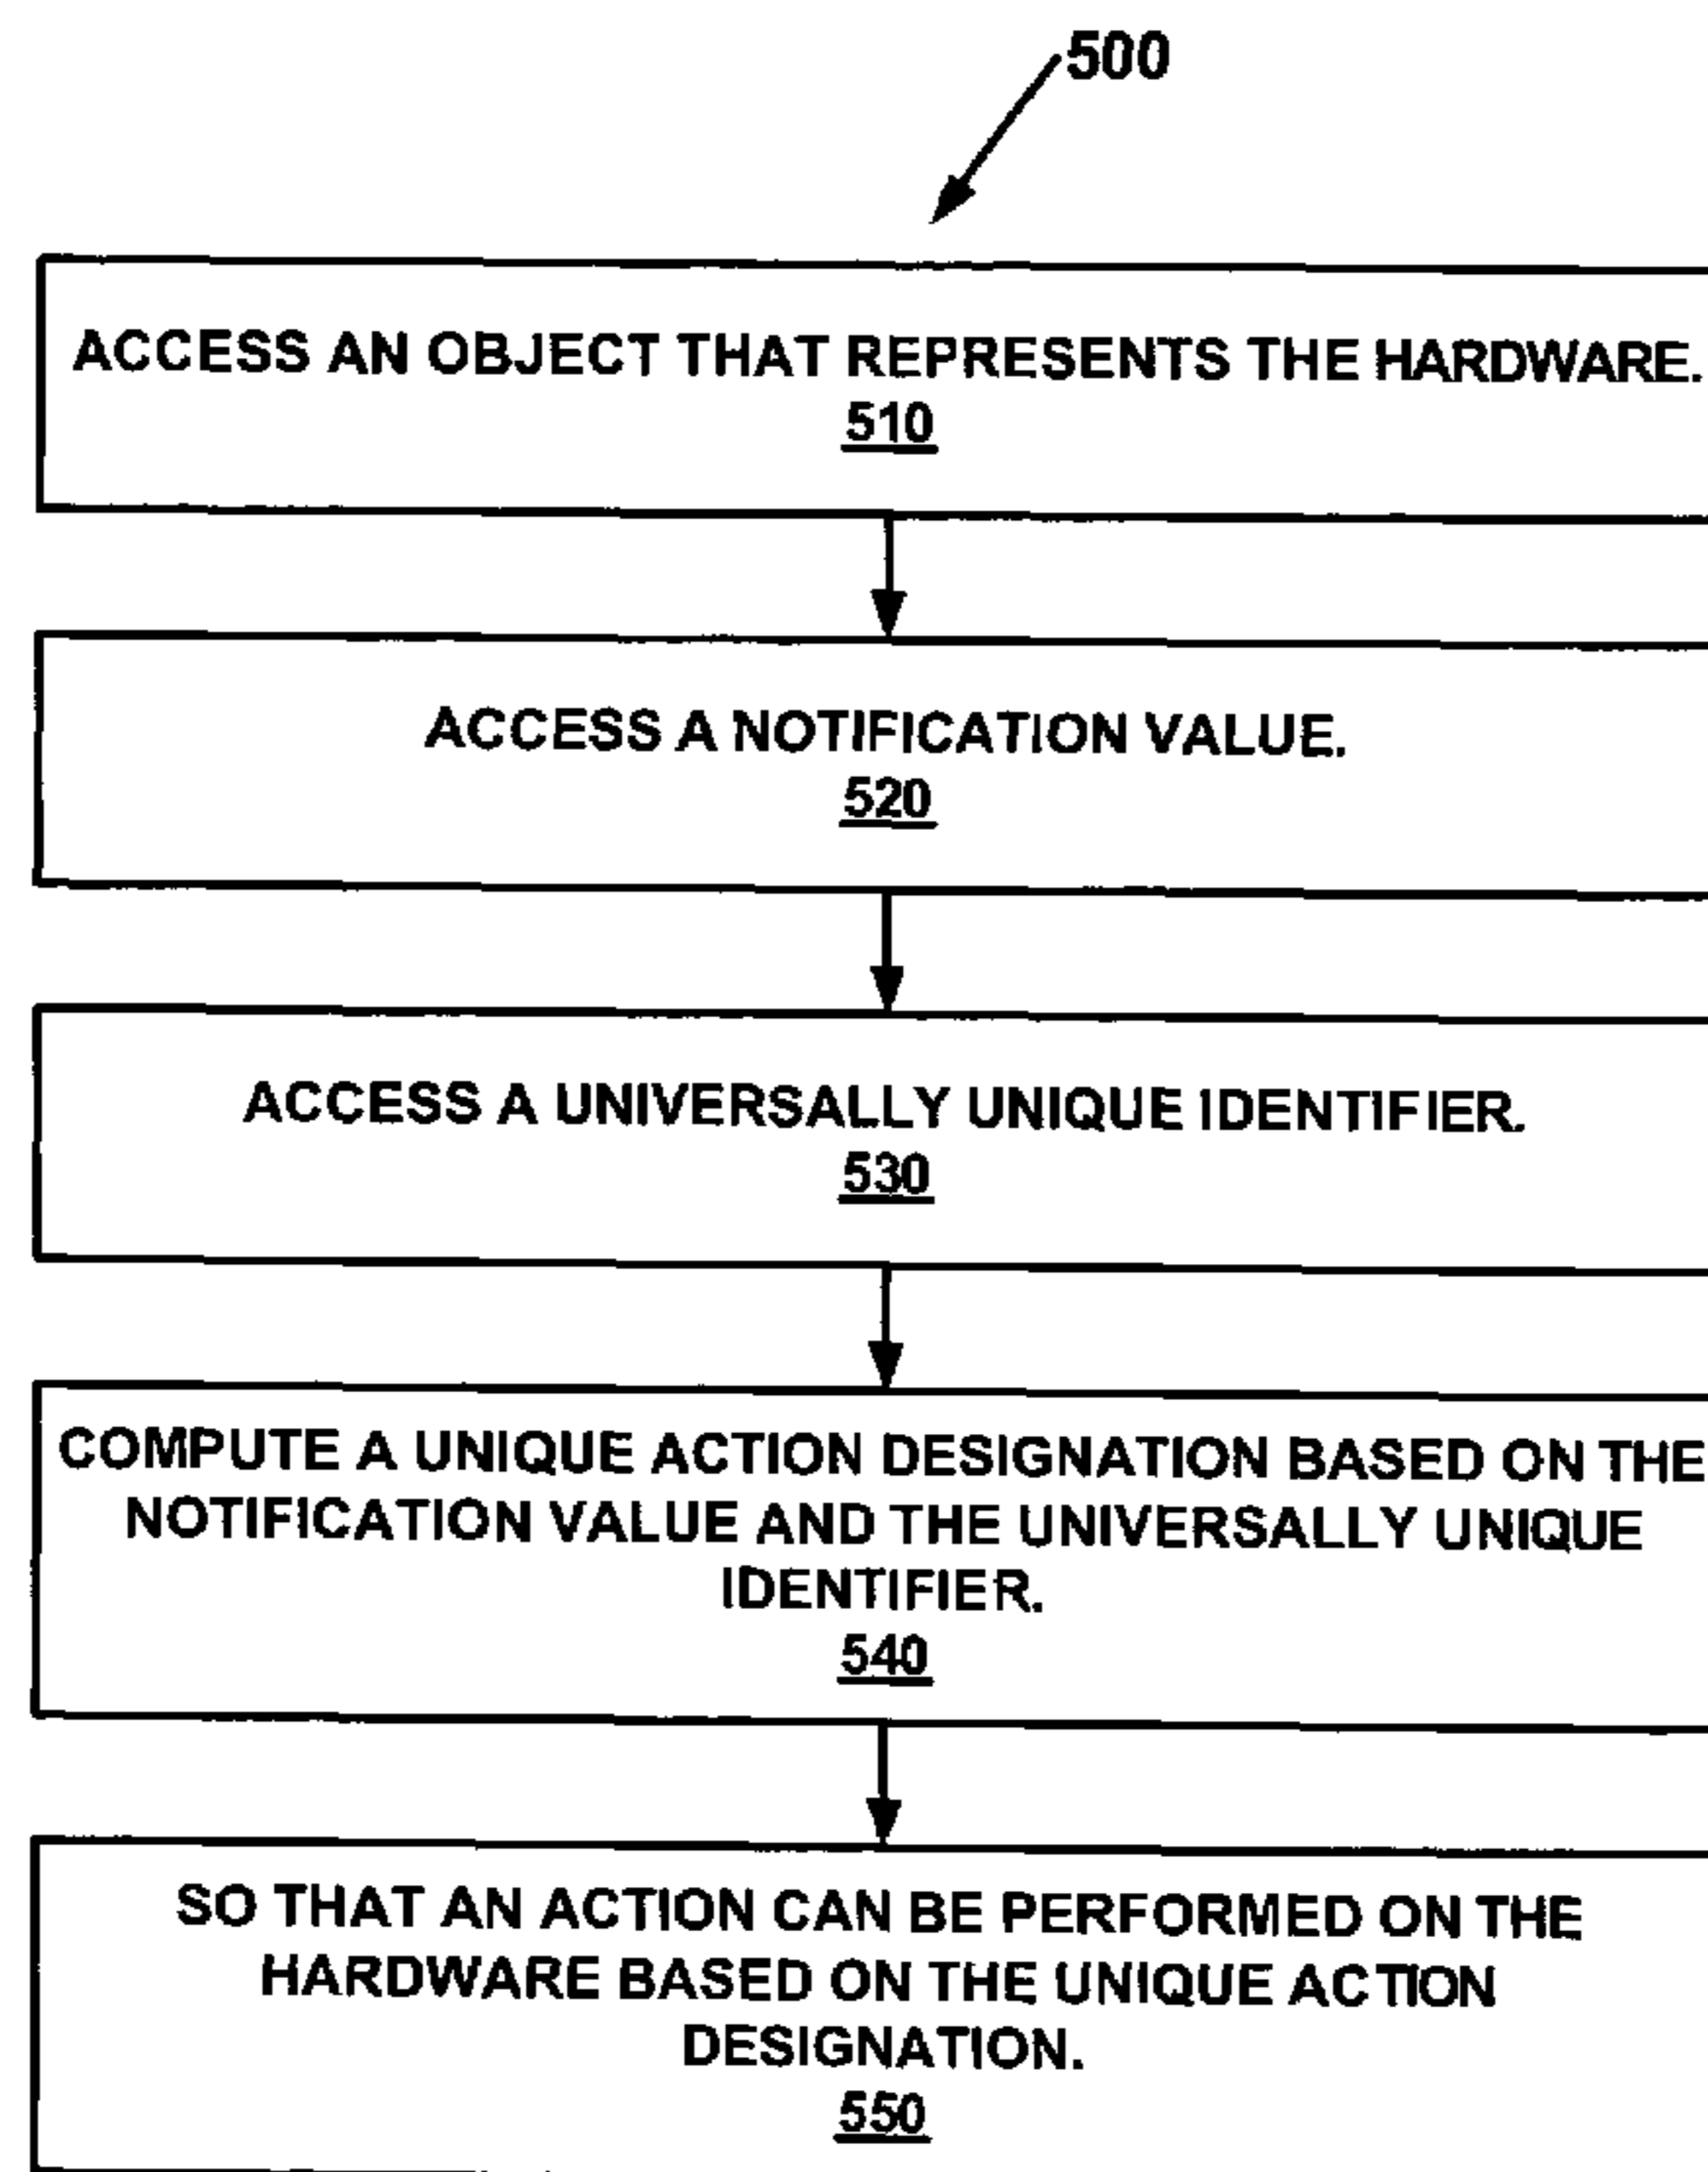 500
ACCESS AN OBJECT THAT REPRESENTS THE HARDWARE.
510
ACCESS A NOTIFICATION VALUE.
520
ACCESS A UNIVERSALLY UNIQUE IDENTIFIER.
530
COMPUTE A UNIQUE ACTION DESIGNATION BASED ON THE
NOTIFICATION VALUE AND THE UNIVERSALLY UNIQUE
IDENTIFIER.
540
SO THAT AN ACTION CAN BE PERFORMED ON THE
HARDWARE BASED ON THE UNIQUE ACTION
DESIGNATION.
550